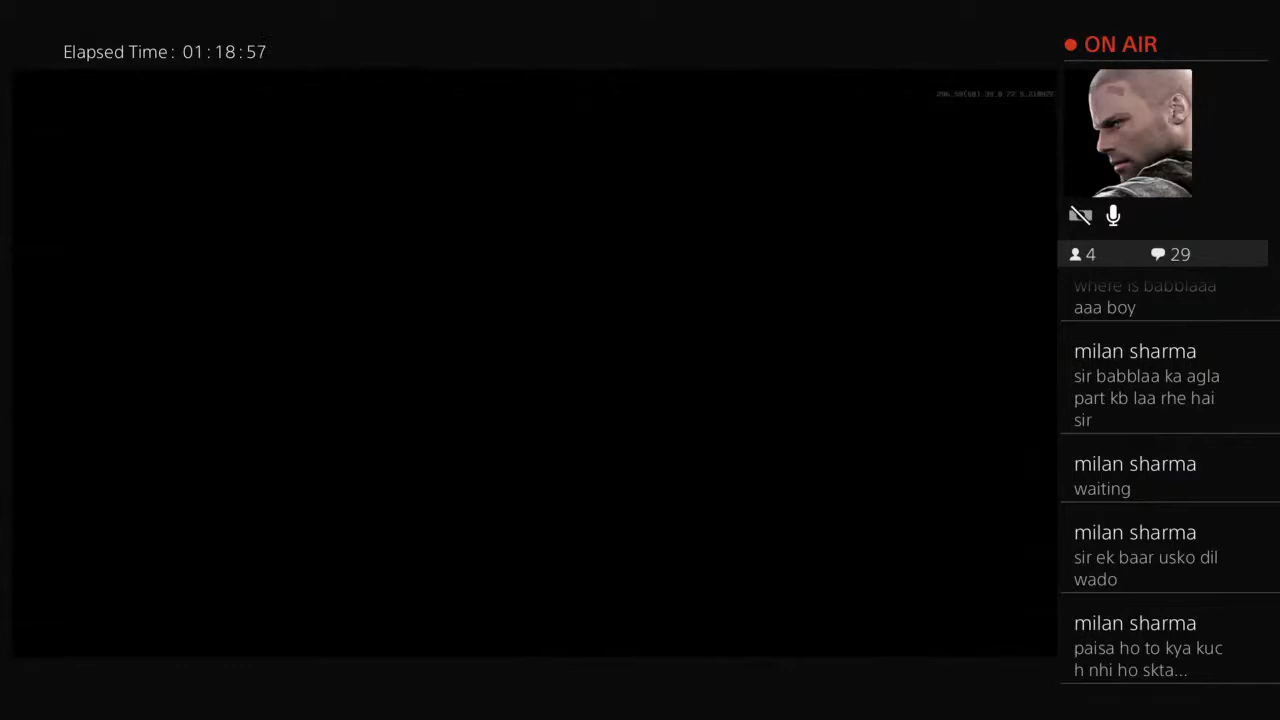 Elapsed Time: 01:18:57
ON AIR
4 29
where is babblaaa
aaa boy
milan sharma
sir babblaa ka agla
part kb laa rhe hai
sir
milan sharma
waiting
milan sharma
sir ek baar usko dil
wado
milan sharma
paisa ho to kya kuc
h nhi ho skta...